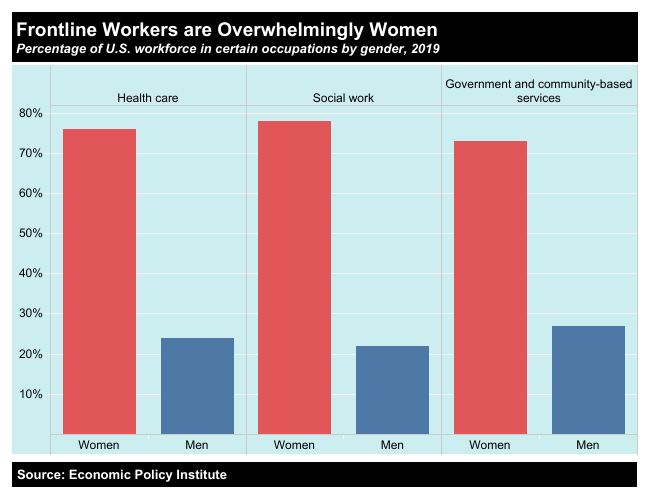 Frontline Workers are Overwhelmingly Women
Percentage of U.S. workforce in certain occupations by gender, 2019
Health care
Social work
Government and community-based
services
80%
70%
60%
50%
40%
30%
20%
10%
Women
Men
Women
Men
Women
Men
Source: Economic Policy Institute